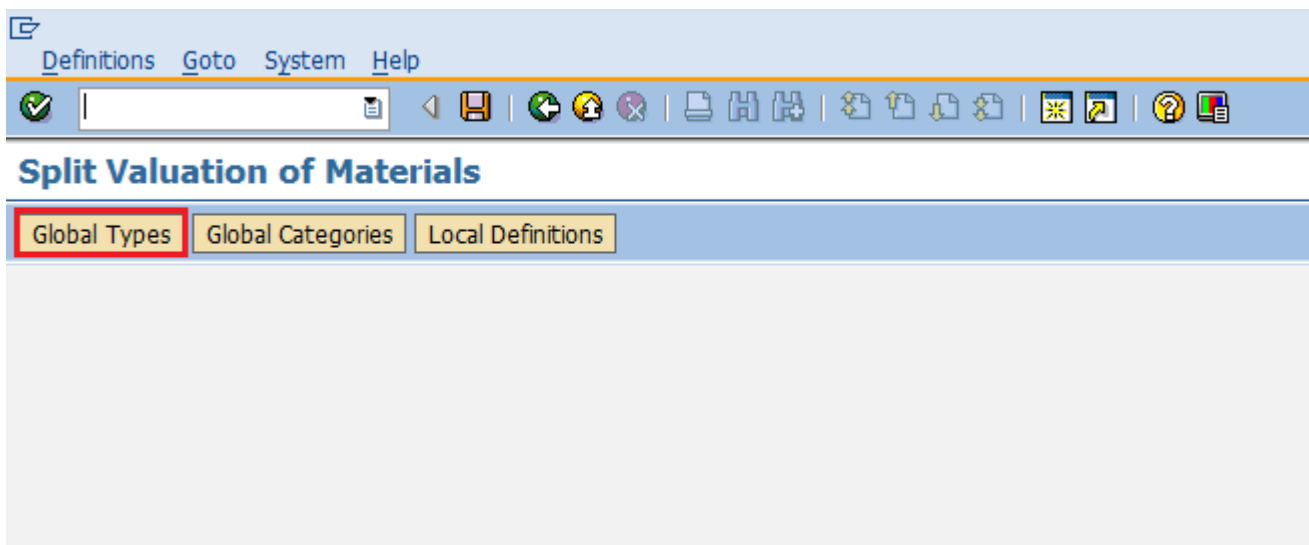 Definitions Goto System Help
Split Valuation of Materials
Global Types Global Categories Local Definitions